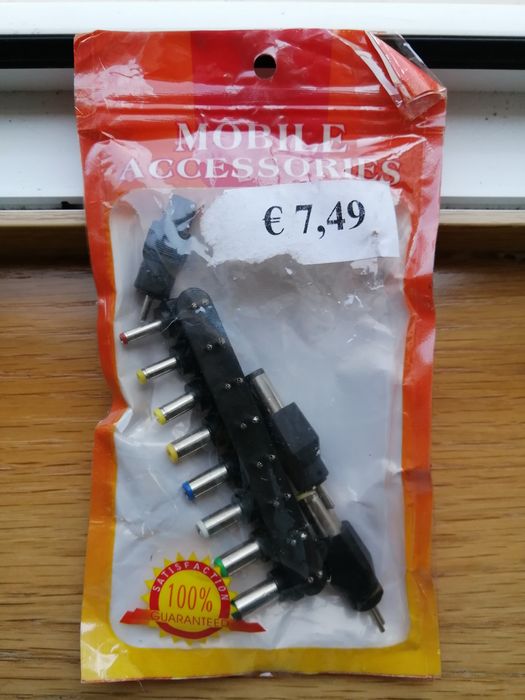 MOBILE
ACCESSORIES
€ 7,49
SATISFACTION
100%
GUARANTEED